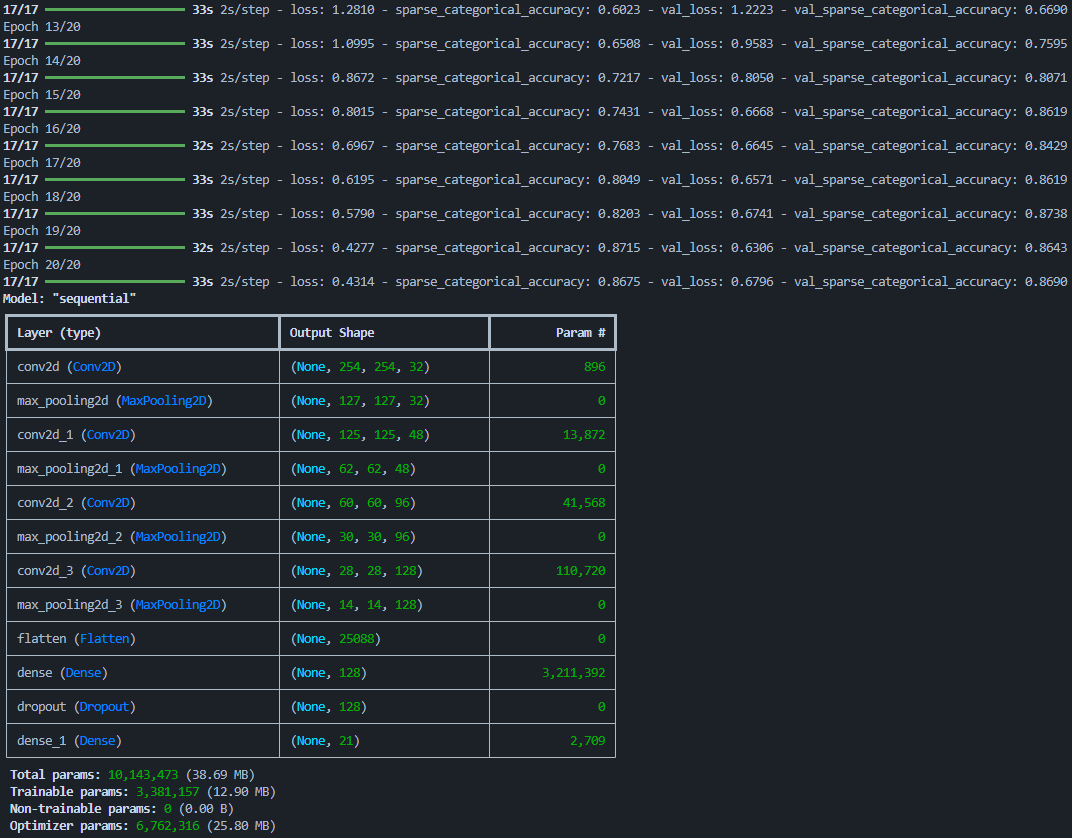 17/17 33s 2s/step - loss: 1.2810 - sparse_categorical_accuracy: 0.6023 - val_loss: 1.2223 - val_sparse_categorical_accuracy: 0.6690
Epoch 13/20
17/17 33s 2s/step - loss: 1.0995 - sparse_categorical_accuracy: 0.6508 - val_loss: 0.9583 - val_sparse_categorical_accuracy: 0.7595
Epoch 14/20
17/17 33s 2s/step - loss: 0.8672 - sparse_categorical_accuracy: 0.7217 - val_loss: 0.8050 - val_sparse_categorical_accuracy: 0.8071
Epoch 15/20
17/17 33s 2s/step - loss: 0.8015 - sparse_categorical_accuracy: 0.7431 - val_loss: 0.6668 - val_sparse_categorical_accuracy: 0.8619
Epoch 16/20
17/17 32s 2s/step - loss: 0.6967 - sparse_categorical_accuracy: 0.7683 - val_loss: 0.6645 - val_sparse_categorical_accuracy: 0.8429
Epoch 17/20
17/17 33s 2s/step - loss: 0.6195 - sparse_categorical_accuracy: 0.8049 - val_loss: 0.6571 - val_sparse_categorical_accuracy: 0.8619
Epoch 18/20
17/17 33s 2s/step - loss: 0.5790 - sparse_categorical_accuracy: 0.8203 - val_loss: 0.6741 - val_sparse_categorical_accuracy: 0.8738
Epoch 19/20
17/17 32s 2s/step - loss: 0.4277 - sparse_categorical_accuracy: 0.8715 - val_loss: 0.6306 - val_sparse_categorical_accuracy: 0.8643
Epoch 20/20
17/17 33s 2s/step - loss: 0.4314 - sparse_categorical_accuracy: 0.8675 - val_loss: 0.6796 - val_sparse_categorical_accuracy: 0.8690
Model: "sequential"
Layer (type) Output Shape Param #
conv2d (Conv2D) (None, 254, 254, 32) 896
max_pooling2d (MaxPooling2D) (None, 127, 127, 32) 0
conv2d_1 (Conv2D) (None, 125, 125, 48) 13,872
max_pooling2d_1 (MaxPooling2D) (None, 62, 62, 48) 0
conv2d_2 (Conv2D) (None, 60, 60, 96) 41,568
max_pooling2d_2 (MaxPooling2D) (None, 30, 30, 96) 0
conv2d_3 (Conv2D) (None, 28, 28, 128) 110,720
max_pooling2d_3 (MaxPooling2D) (None, 14, 14, 128) 0
flatten (Flatten) (None, 25088) 0
dense (Dense) (None, 128) 3,211,392
dropout (Dropout) (None, 128) 0
dense_1 (Dense) (None, 21) 2,709
Total params: 10,143,473 (38.69 MB)
Trainable params: 3,381,157 (12.90 MB)
Non-trainable params: 0 (0.00 B)
Optimizer params: 6,762,316 (25.80 MB)